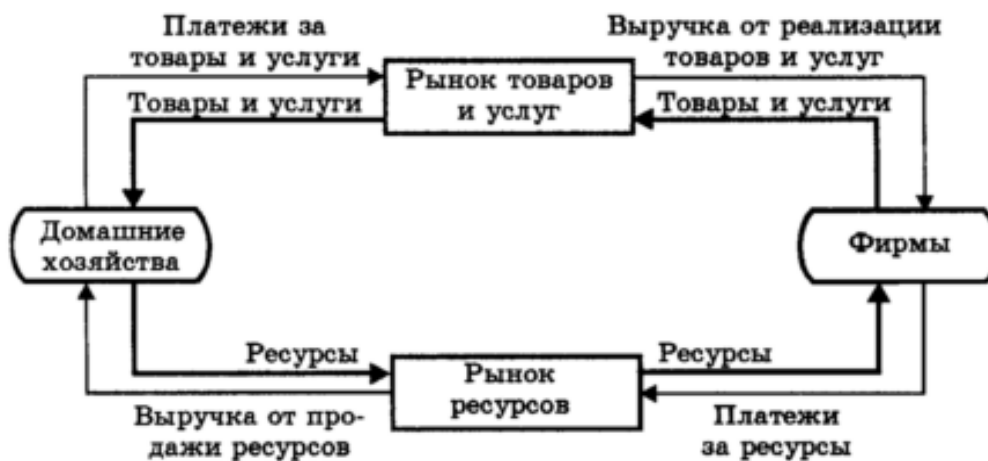 Платежи за
товары и услуги
Выручка от реализации
товаров и услуг
Рынок товаров
и услуг
Товары и услуги
Товары и услуги
Домашние
хозяйства
Фирмы
Ресурсы
Рынок
ресурсов
Ресурсы
Выручка от про-
дажи ресурсов
Платежи
за ресурсы